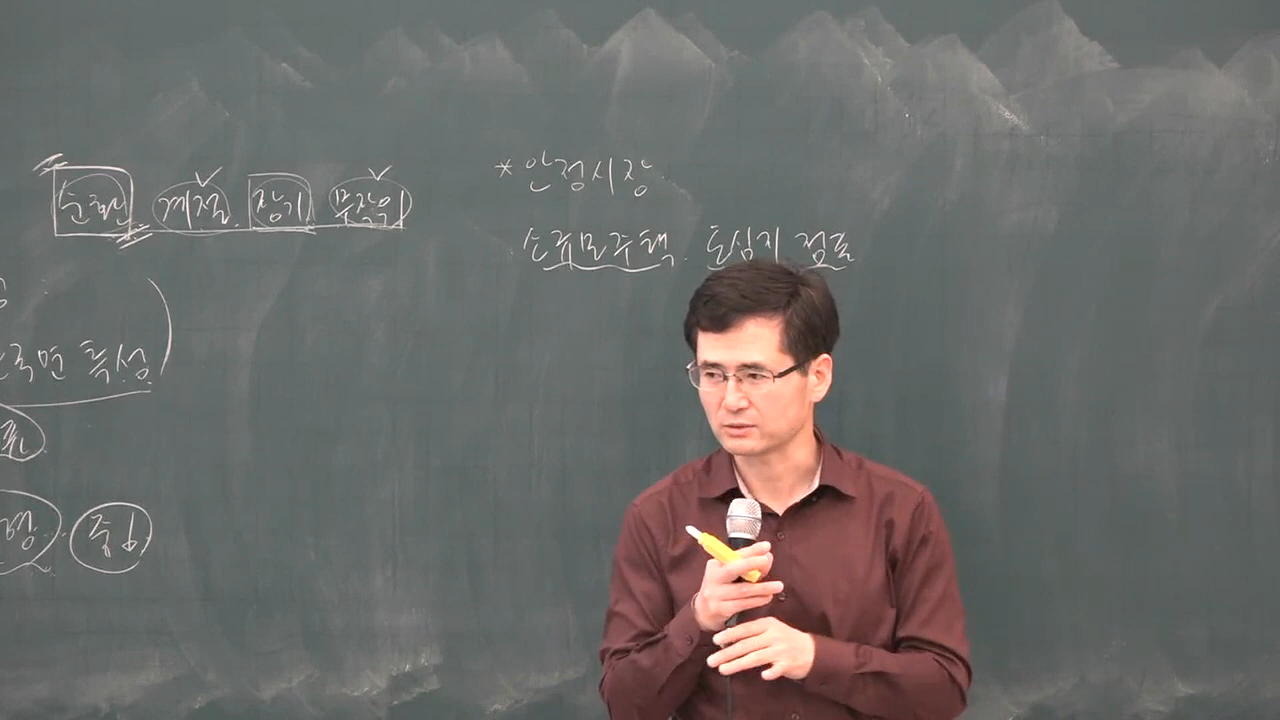 순환 계절 장기 무작위
* 안정시장
소규모주택. 도심지 점포
국면 특성